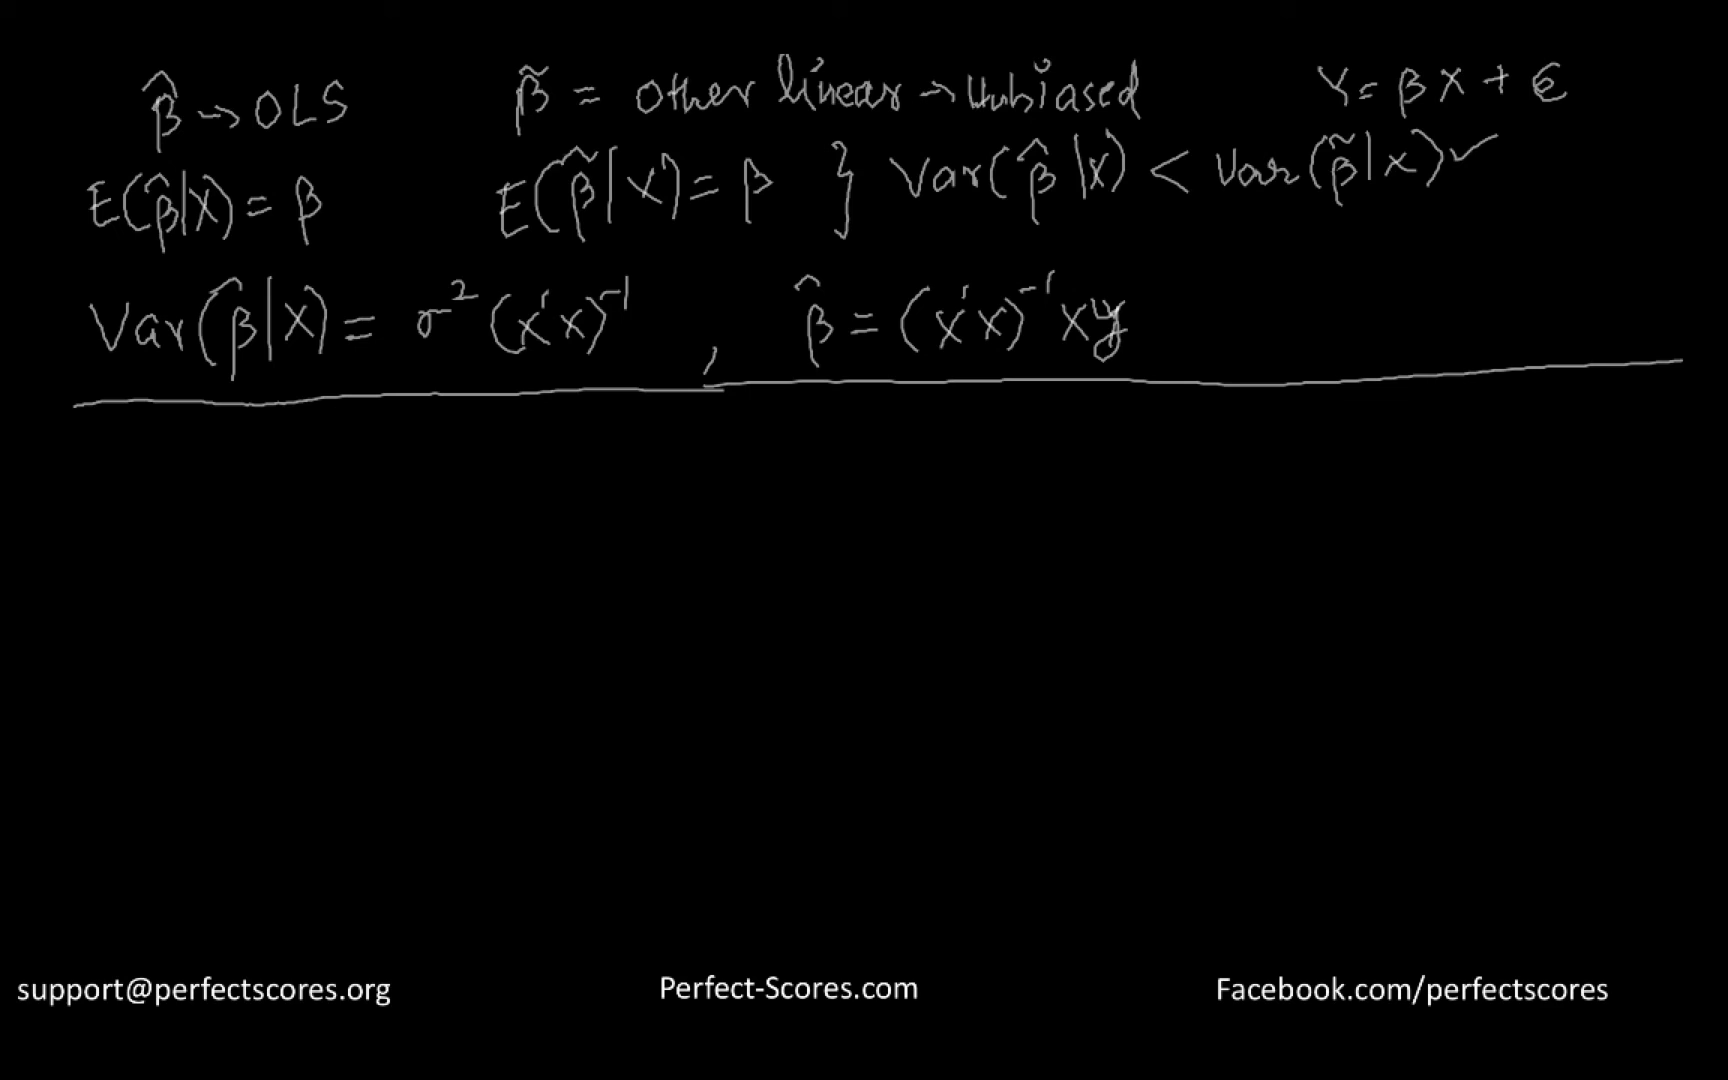 β̂ → OLS β̃ = other linear → Unbiased Y = βX + ε
E(β̂|X) = β E(β̃|X) = β } Var(β̂|X) < Var(β̃|X) ✓
Var(β̂|X) = σ² (x'x)⁻¹ , β̂ = (x'x)⁻¹ xy
support@perfectscores.org Perfect-Scores.com Facebook.com/perfectscores